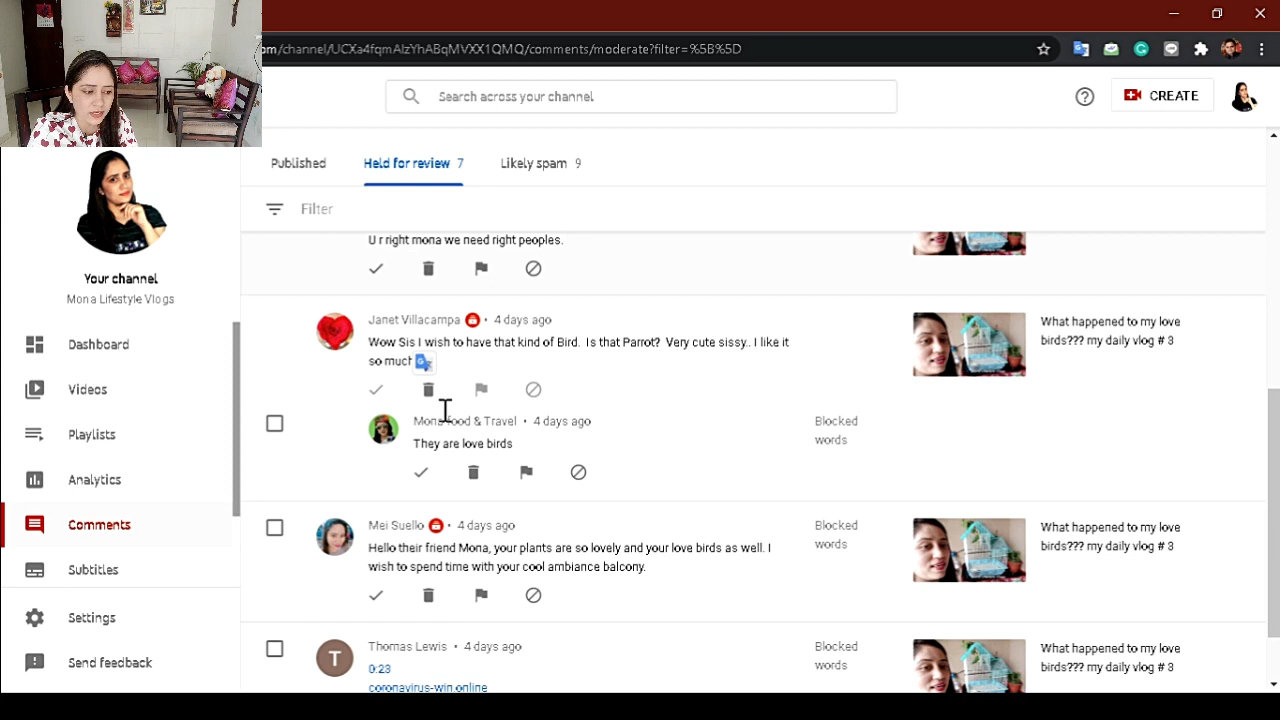 om/channel/UCXa4fqmAlzYhABqMVXX1QMQ/comments/moderate?filter=%5B%5D
Search across your channel
CREATE
Published
Held for review 7
Likely spam 9
Filter
Your channel
Mona Lifestyle Vlogs
Dashboard
Videos
Playlists
Analytics
Comments
Subtitles
Settings
Send feedback
U r right mona we need right peoples.
Janet Villacampa • 4 days ago
Wow Sis I wish to have that kind of Bird. Is that Parrot? Very cute sissy.. I like it
so much
What happened to my love
birds??? my daily vlog # 3
Mona food & Travel • 4 days ago
They are love birds
Blocked
words
Mei Suello • 4 days ago
Hello their friend Mona, your plants are so lovely and your love birds as well. I
wish to spend time with your cool ambiance balcony.
Blocked
words
What happened to my love
birds??? my daily vlog # 3
T
Thomas Lewis • 4 days ago
0:23
coronavirus-win.online
Blocked
words
What happened to my love
birds??? my daily vlog # 3